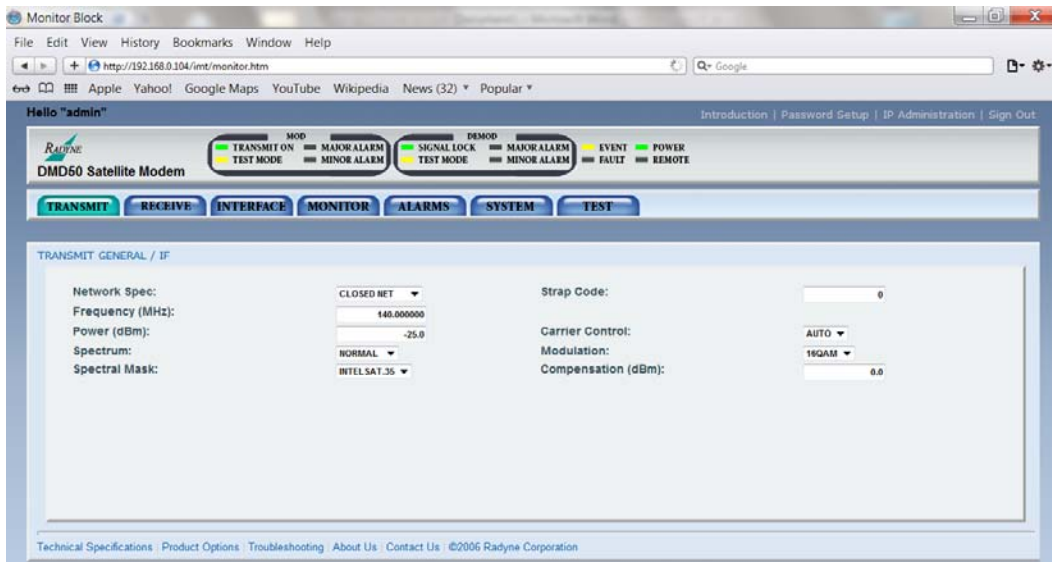 Monitor Block
File Edit View History Bookmarks Window Help
http://192.168.0.104/imt/monitor.htm
Google
Apple Yahoo! Google Maps YouTube Wikipedia News (32) Popular
Hello "admin"
Introduction | Password Setup | IP Administration | Sign Out
RADYNE
DMD50 Satellite Modem
MOD
TRANSMIT ON MAJOR ALARM
TEST MODE MINOR ALARM
DEMOD
SIGNAL LOCK MAJOR ALARM
TEST MODE MINOR ALARM
EVENT POWER
FAULT REMOTE
TRANSMIT RECEIVE INTERFACE MONITOR ALARMS SYSTEM TEST
TRANSMIT GENERAL / IF
Network Spec: CLOSED NET Strap Code: 0
Frequency (MHz): 140.000000
Power (dBm): -25.0 Carrier Control: AUTO
Spectrum: NORMAL Modulation: 16QAM
Spectral Mask: INTELSAT.35 Compensation (dBm): 0.0
Technical Specifications | Product Options | Troubleshooting | About Us | Contact Us | ©2006 Radyne Corporation